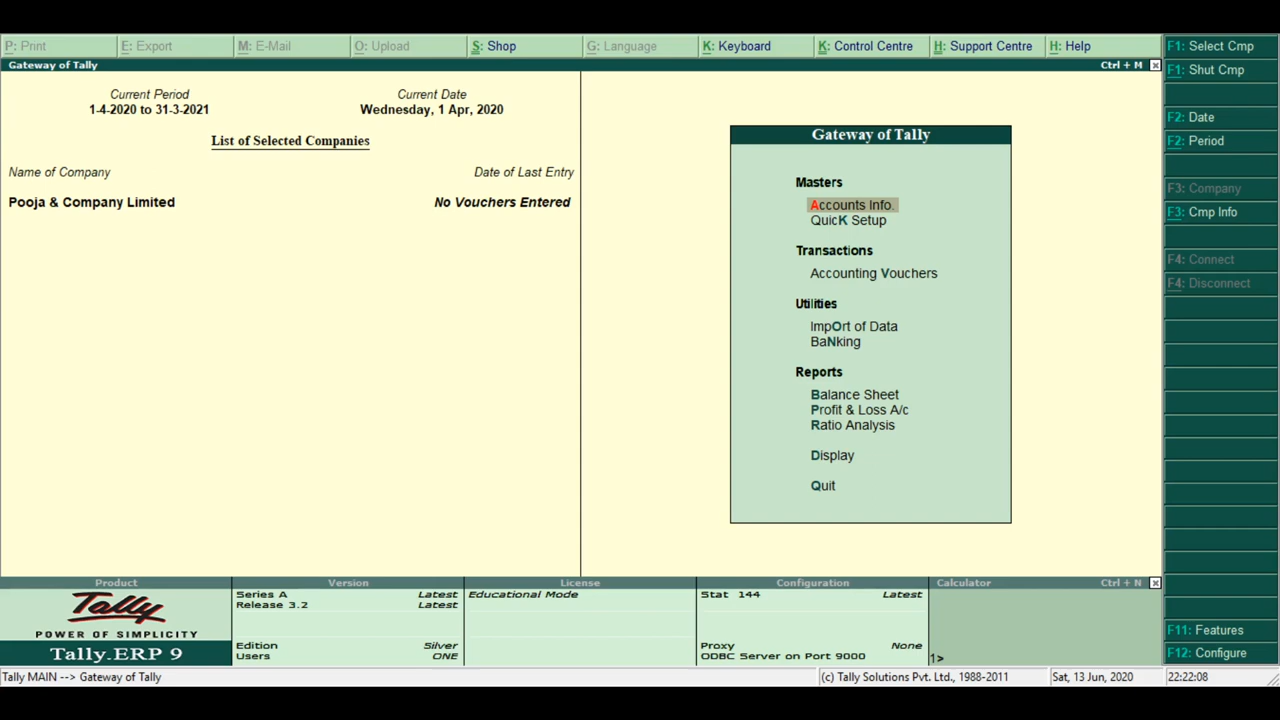 P: Print E: Export M: E-Mail O: Upload S: Shop G: Language K: Keyboard K: Control Centre H: Support Centre H: Help
Gateway of Tally Ctrl + M x
Current Period Current Date
1-4-2020 to 31-3-2021 Wednesday, 1 Apr, 2020
List of Selected Companies
Name of Company Date of Last Entry
Pooja & Company Limited No Vouchers Entered
Gateway of Tally
Masters
Accounts Info.
QuicK Setup
Transactions
Accounting Vouchers
Utilities
ImpOrt of Data
BaNking
Reports
Balance Sheet
Profit & Loss A/c
Ratio Analysis
Display
Quit
F1: Select Cmp
F1: Shut Cmp
F2: Date
F2: Period
F3: Company
F3: Cmp Info
F4: Connect
F4: Disconnect
F11: Features
F12: Configure
Product Version License Configuration Calculator Ctrl + N x
Tally
POWER OF SIMPLICITY
Tally.ERP 9
Series A Latest
Release 3.2 Latest
Edition Silver
Users ONE
Educational Mode
Stat 144 Latest
Proxy None
ODBC Server on Port 9000
1>
Tally MAIN --> Gateway of Tally (c) Tally Solutions Pvt. Ltd., 1988-2011 Sat, 13 Jun, 2020 22:22:08